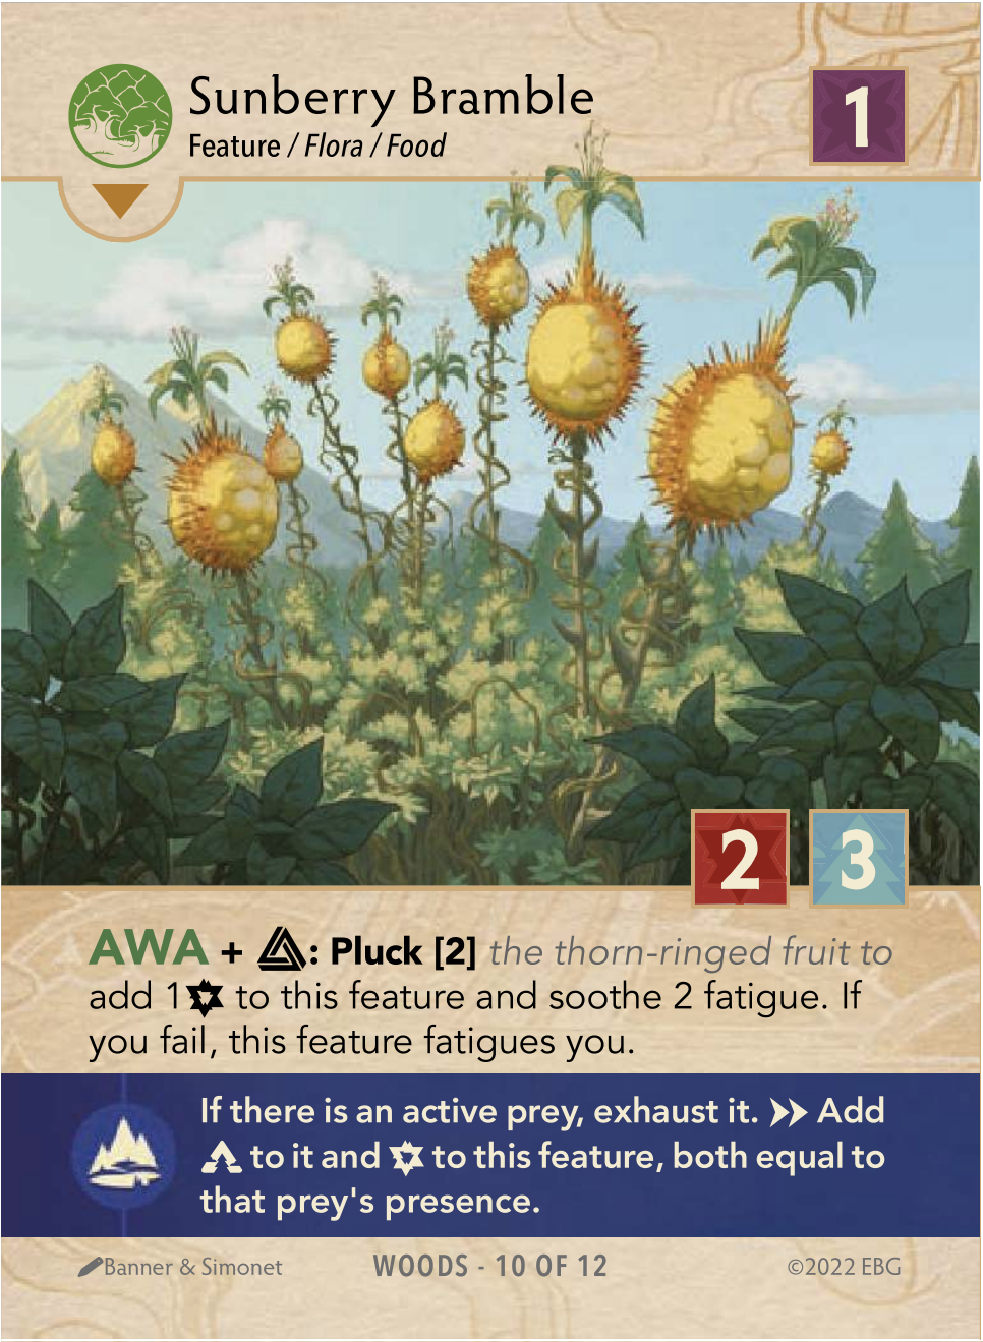 Sunberry Bramble
Feature / Flora / Food
1
2 3
AWA + : Pluck [2] the thorn-ringed fruit to
add 1 to this feature and soothe 2 fatigue. If
you fail, this feature fatigues you.
If there is an active prey, exhaust it. Add
to it and to this feature, both equal to
that prey's presence.
Banner & Simonet WOODS - 10 OF 12 ©2022 EBG